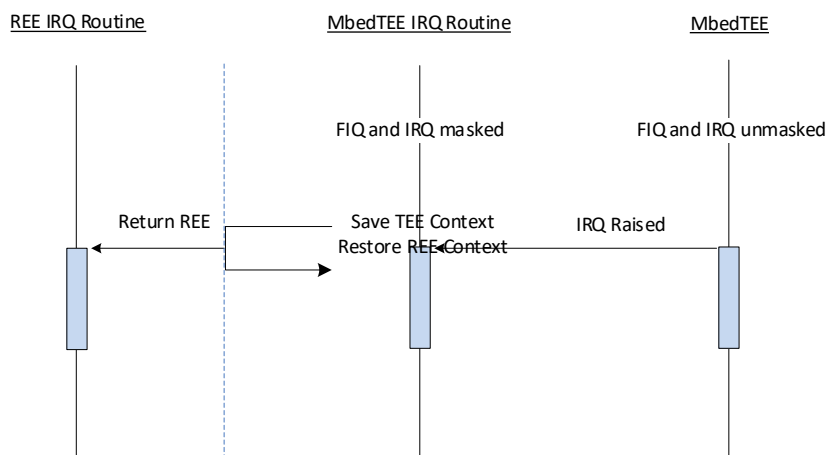 REE IRQ Routine
MbedTEE IRQ Routine
MbedTEE
FIQ and IRQ masked
FIQ and IRQ unmasked
Return REE
Save TEE Context
IRQ Raised
Restore REE Context